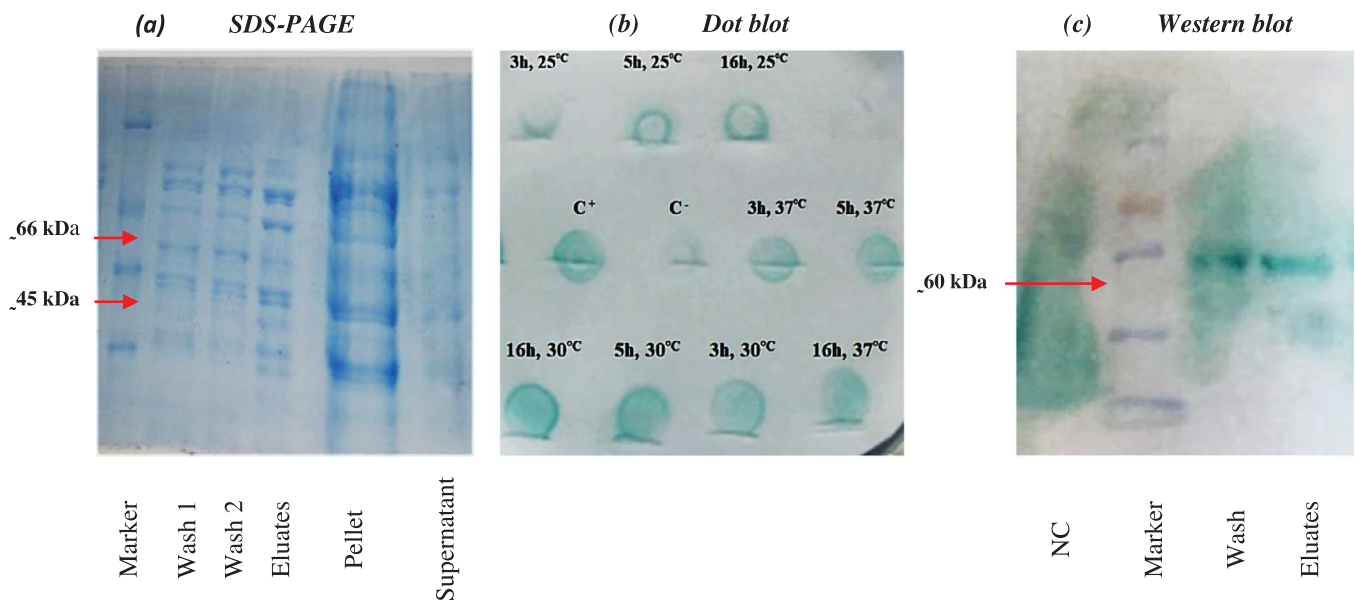 (a) SDS-PAGE
(b) Dot blot
(c) Western blot
3h, 25℃ 5h, 25℃ 16h, 25℃
C+ C- 3h, 37℃ 5h, 37℃
16h, 30℃ 5h, 30℃ 3h, 30℃ 16h, 37℃
~66 kDa
~45 kDa
~60 kDa
Marker
Wash 1
Wash 2
Eluates
Pellet
Supernatant
NC
Marker
Wash
Eluates